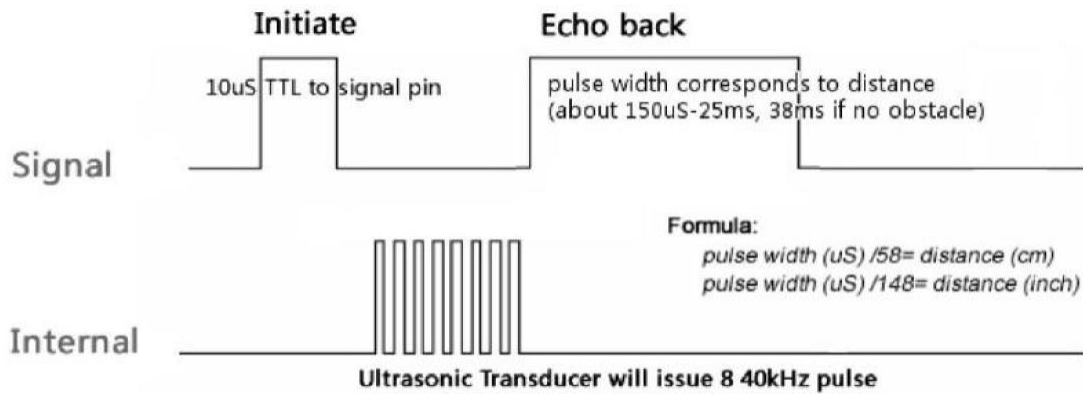 Initiate
Echo back
10uS TTL to signal pin
pulse width corresponds to distance
(about 150uS-25ms, 38ms if no obstacle)
Signal
Formula:
pulse width (uS) /58= distance (cm)
pulse width (uS) /148= distance (inch)
Internal
Ultrasonic Transducer will issue 8 40kHz pulse